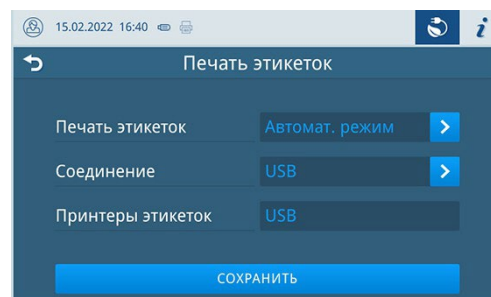 15.02.2022 16:40
i
Печать этикеток
Печать этикеток Автомат. режим
Соединение USB
Принтеры этикеток USB
СОХРАНИТЬ